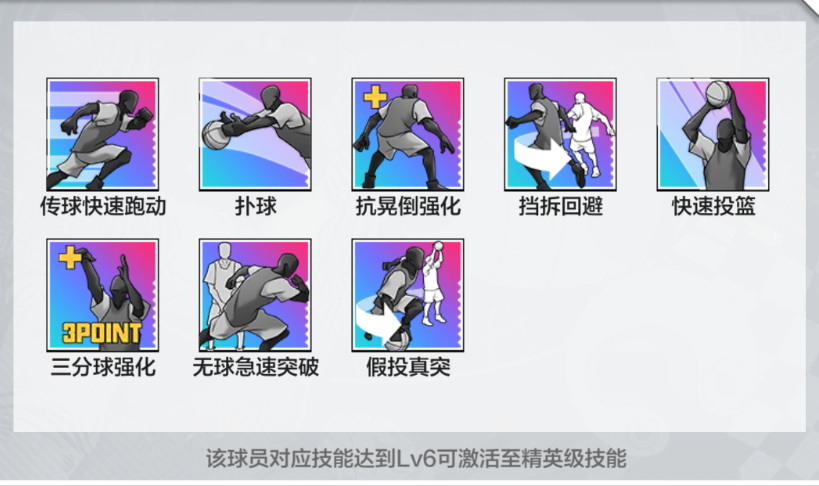 传球快速跑动
扑球
抗晃倒强化
挡拆回避
快速投篮
3POINT
三分球强化
无球急速突破
假投真突
该球员对应技能达到Lv6可激活至精英级技能